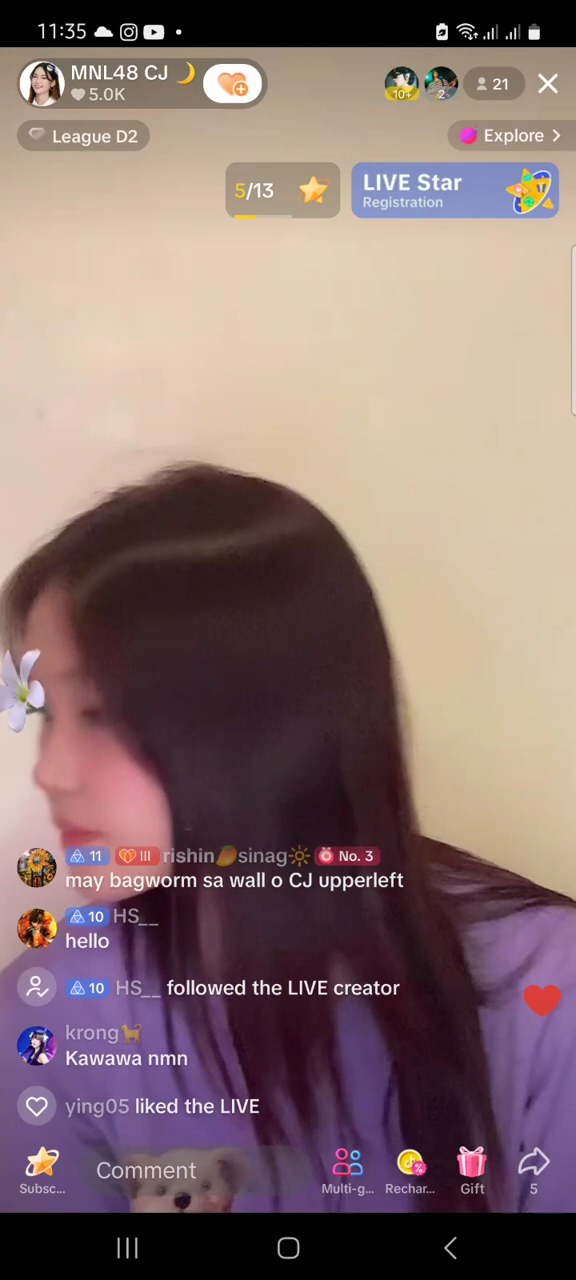 11:35
MNL48 CJ 🌙
5.0K
10+
2
21
League D2
Explore >
5/13
LIVE Star
Registration
11 III rishin🥭sinag🔆 No. 3
may bagworm sa wall o CJ upperleft
10 HS__
hello
10 HS__ followed the LIVE creator
krong🐈
Kawawa nmn
ying05 liked the LIVE
Comment
Subsc... Multi-g... Rechar... Gift 5